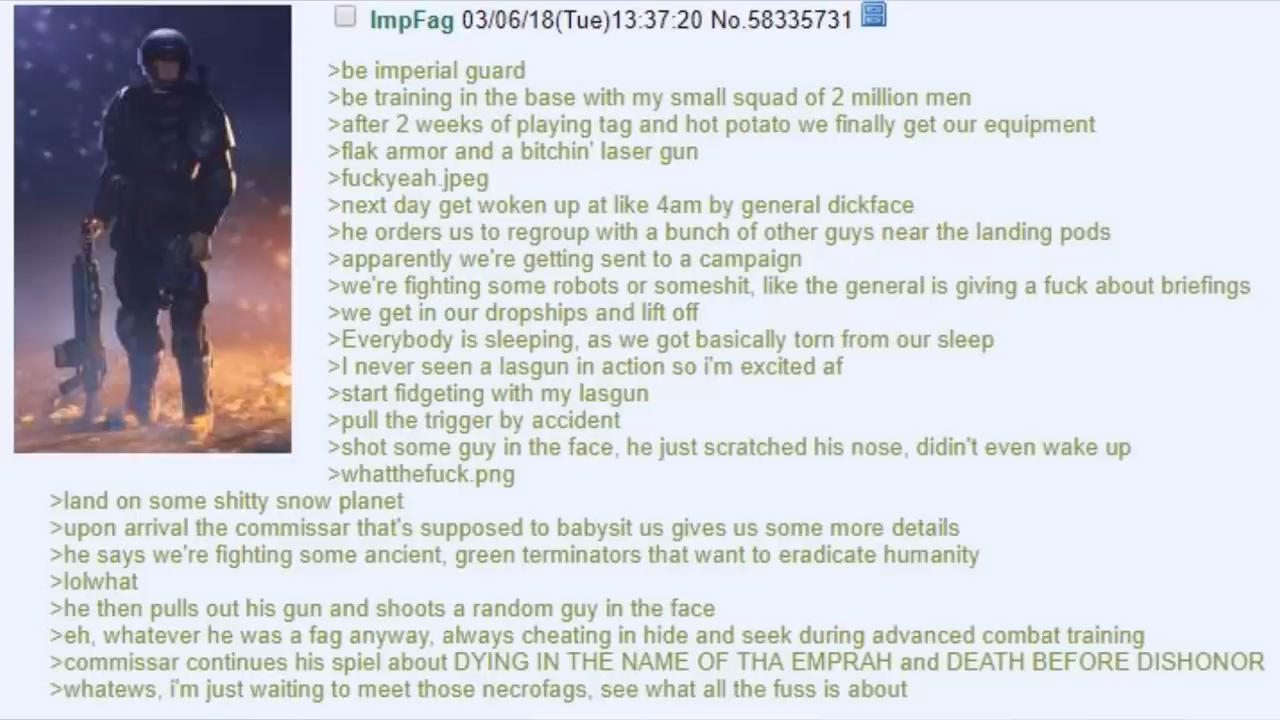 ImpFag 03/06/18(Tue)13:37:20 No.58335731
>be imperial guard
>be training in the base with my small squad of 2 million men
>after 2 weeks of playing tag and hot potato we finally get our equipment
>flak armor and a bitchin' laser gun
>fuckyeah.jpeg
>next day get woken up at like 4am by general dickface
>he orders us to regroup with a bunch of other guys near the landing pods
>apparently we're getting sent to a campaign
>we're fighting some robots or someshit, like the general is giving a fuck about briefings
>we get in our dropships and lift off
>Everybody is sleeping, as we got basically torn from our sleep
>I never seen a lasgun in action so i'm excited af
>start fidgeting with my lasgun
>pull the trigger by accident
>shot some guy in the face, he just scratched his nose, didin't even wake up
>whatthefuck.png
>land on some shitty snow planet
>upon arrival the commissar that's supposed to babysit us gives us some more details
>he says we're fighting some ancient, green terminators that want to eradicate humanity
>lolwhat
>he then pulls out his gun and shoots a random guy in the face
>eh, whatever he was a fag anyway, always cheating in hide and seek during advanced combat training
>commissar continues his spiel about DYING IN THE NAME OF THA EMPRAH and DEATH BEFORE DISHONOR
>whatews, i'm just waiting to meet those necrofags, see what all the fuss is about